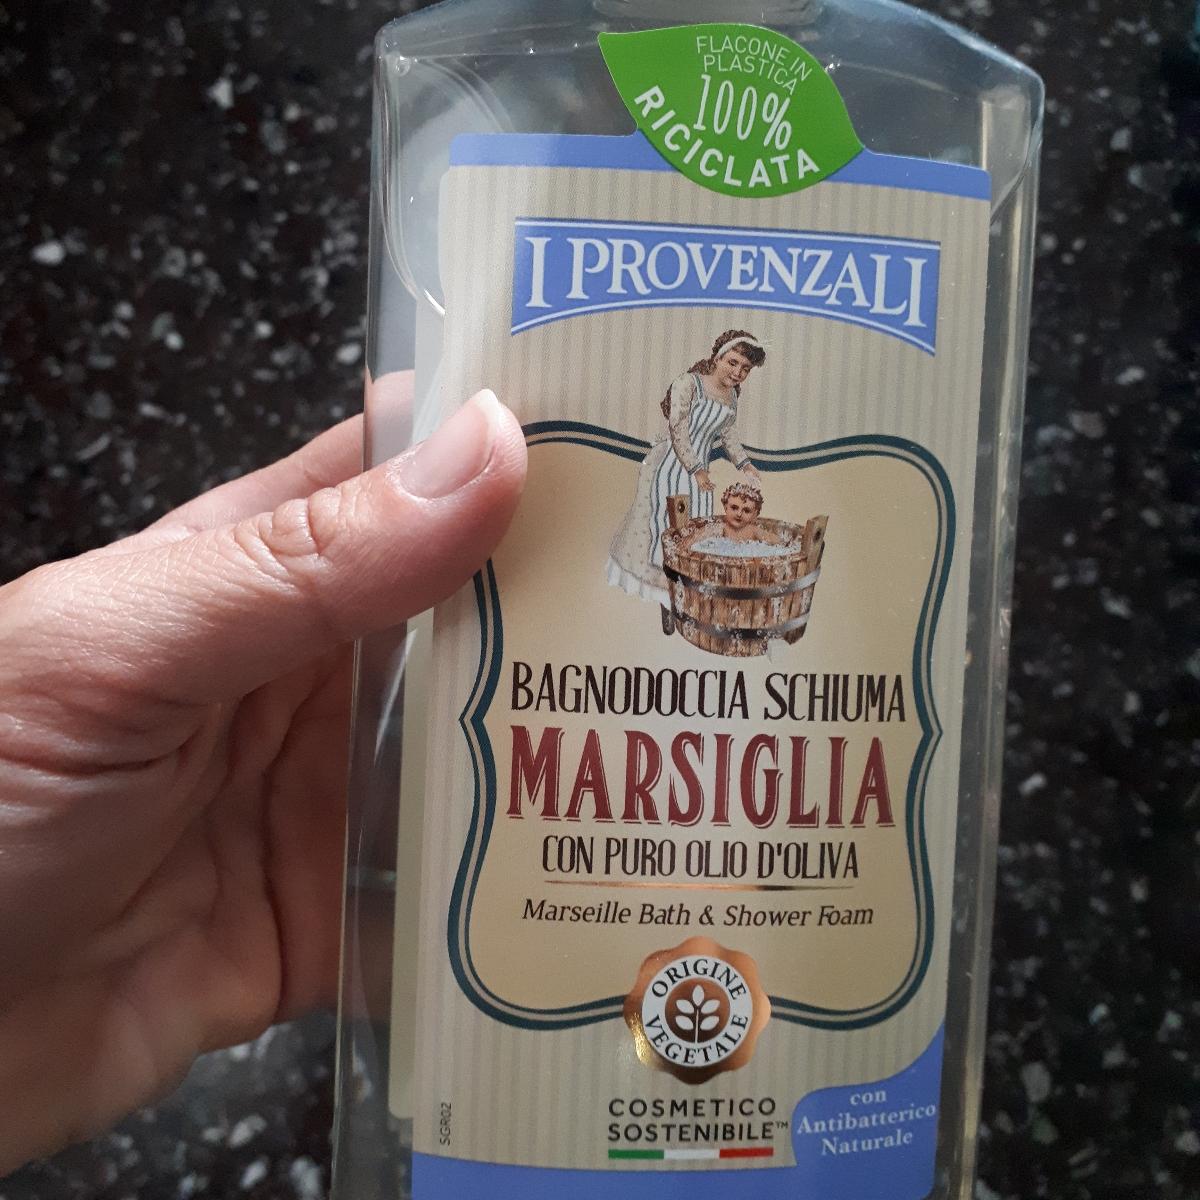 FLACONE IN
PLASTICA
100%
RICICLATA
I PROVENZALI
BAGNODOCCIA SCHIUMA
MARSIGLIA
CON PURO OLIO D'OLIVA
Marseille Bath & Shower Foam
ORIGINE
VEGETALE
COSMETICO
SOSTENIBILE™
con
Antibatterico
Naturale
SGR02